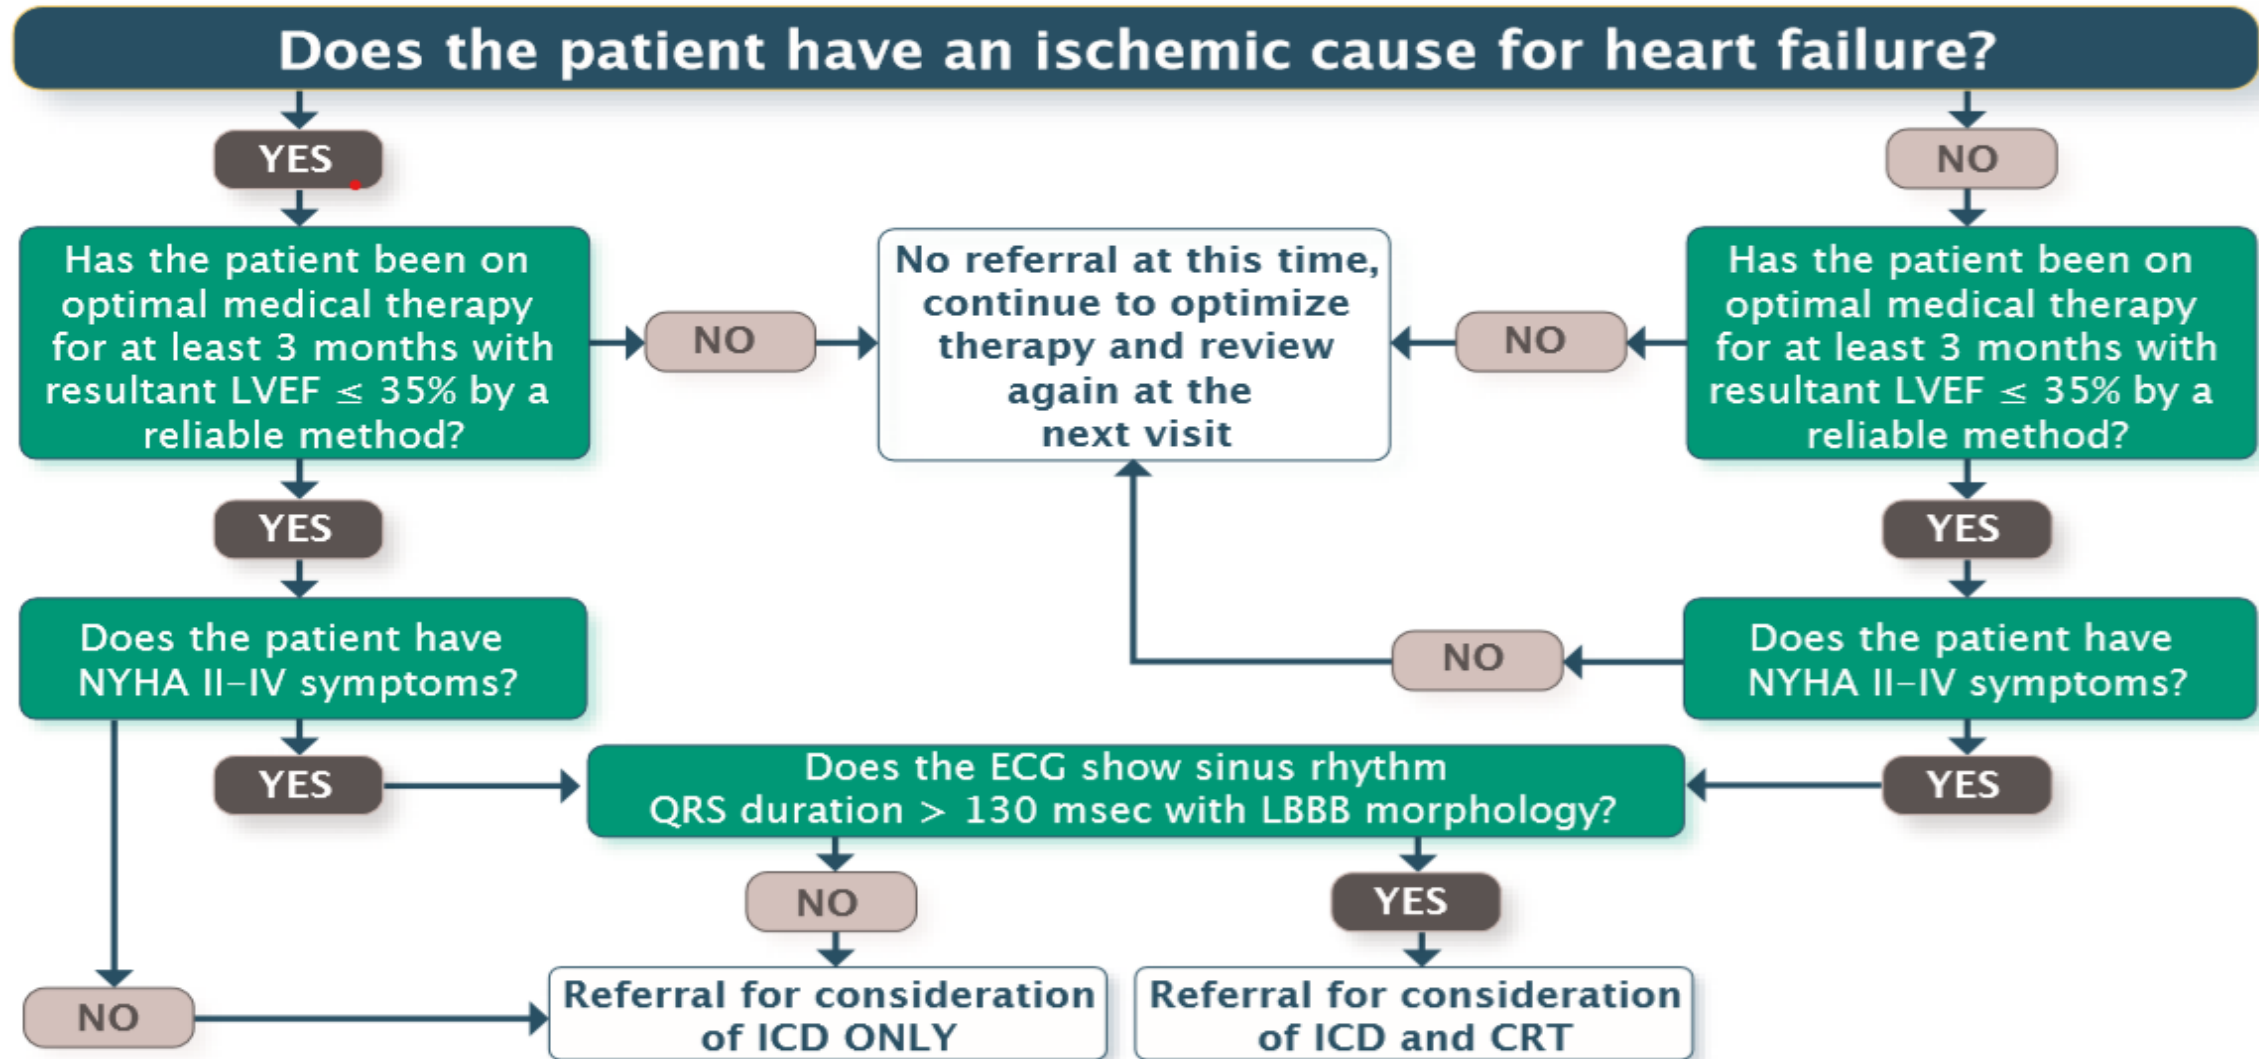 Does the patient have an ischemic cause for heart failure?
YES
NO
Has the patient been on
optimal medical therapy
for at least 3 months with
resultant LVEF ≤ 35% by a
reliable method?
NO
No referral at this time,
continue to optimize
therapy and review
again at the
next visit
NO
Has the patient been on
optimal medical therapy
for at least 3 months with
resultant LVEF ≤ 35% by a
reliable method?
YES
YES
Does the patient have
NYHA II–IV symptoms?
NO
Does the patient have
NYHA II–IV symptoms?
YES
Does the ECG show sinus rhythm
QRS duration > 130 msec with LBBB morphology?
YES
NO
YES
NO
Referral for consideration
of ICD ONLY
Referral for consideration
of ICD and CRT